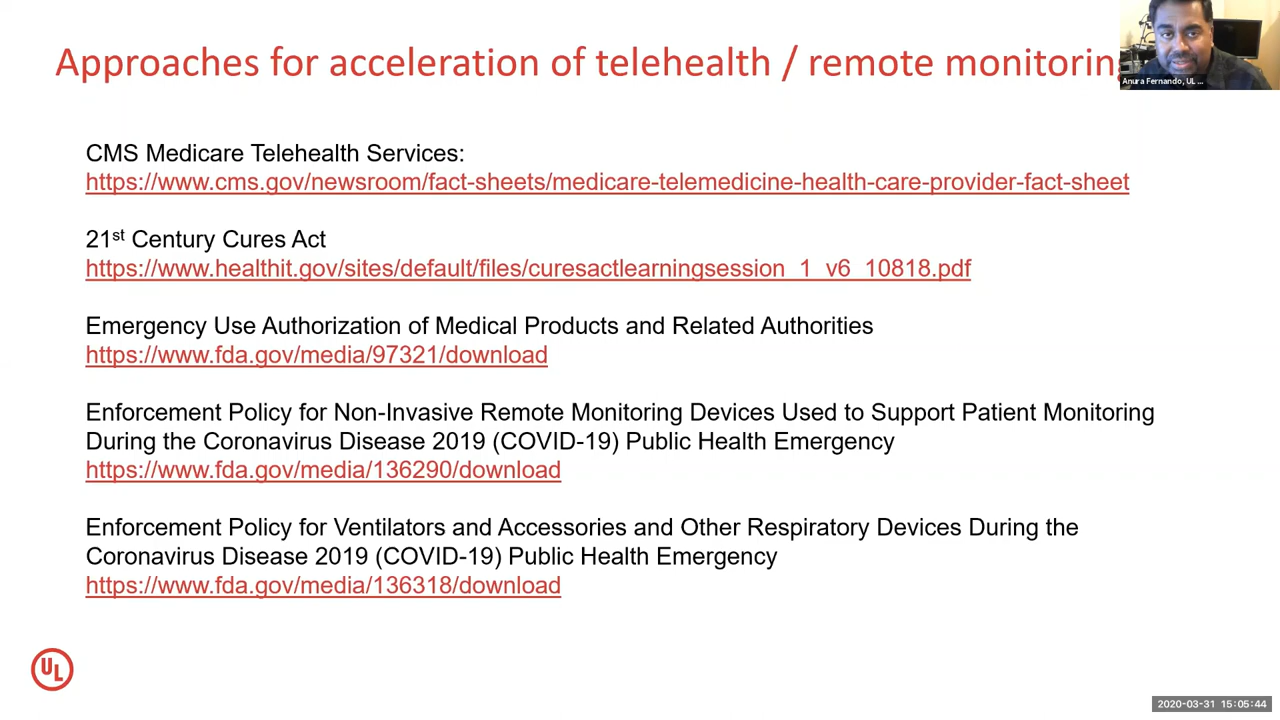 Approaches for acceleration of telehealth / remote monitoring
Anura Fernando, UL ...
CMS Medicare Telehealth Services:
https://www.cms.gov/newsroom/fact-sheets/medicare-telemedicine-health-care-provider-fact-sheet
21st Century Cures Act
https://www.healthit.gov/sites/default/files/curesactlearningsession_1_v6_10818.pdf
Emergency Use Authorization of Medical Products and Related Authorities
https://www.fda.gov/media/97321/download
Enforcement Policy for Non-Invasive Remote Monitoring Devices Used to Support Patient Monitoring
During the Coronavirus Disease 2019 (COVID-19) Public Health Emergency
https://www.fda.gov/media/136290/download
Enforcement Policy for Ventilators and Accessories and Other Respiratory Devices During the
Coronavirus Disease 2019 (COVID-19) Public Health Emergency
https://www.fda.gov/media/136318/download
UL
2020-03-31 15:05:44